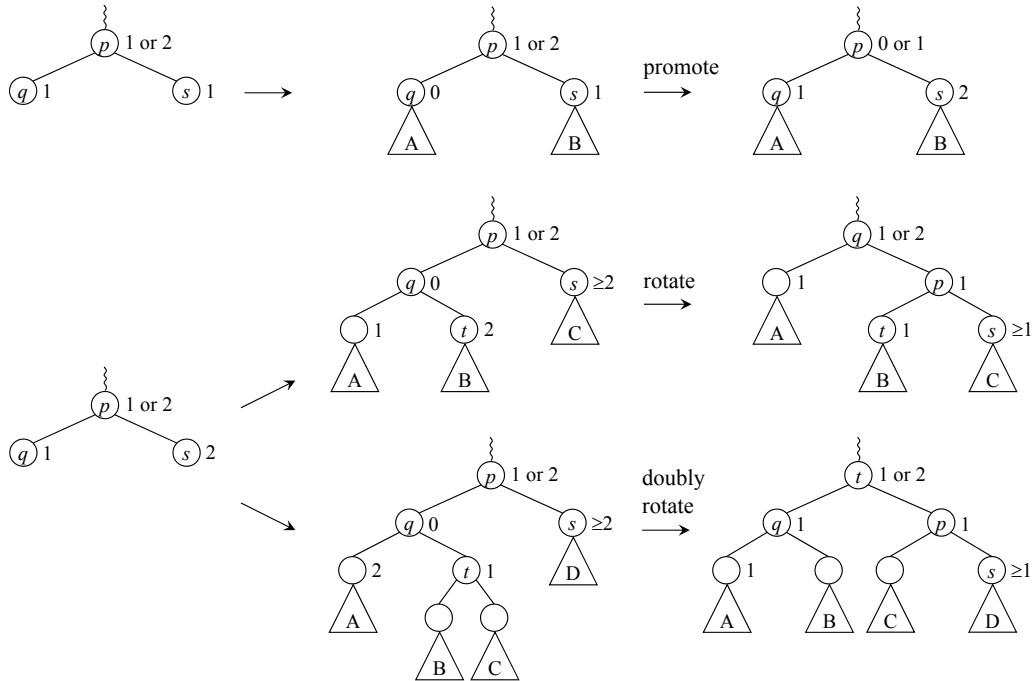 p 1 or 2
q 1 s 1
p 1 or 2
q 0 s 1
A B
promote
p 0 or 1
q 1 s 2
A B
p 1 or 2
q 0 s ≥2
1 t 2 C
A B
rotate
q 1 or 2
1 p 1
A t 1 s ≥1
B C
p 1 or 2
q 1 s 2
p 1 or 2
q 0 s ≥2
2 t 1 D
A
B C
doubly
rotate
t 1 or 2
q 1 p 1
1 s ≥1
A B C D